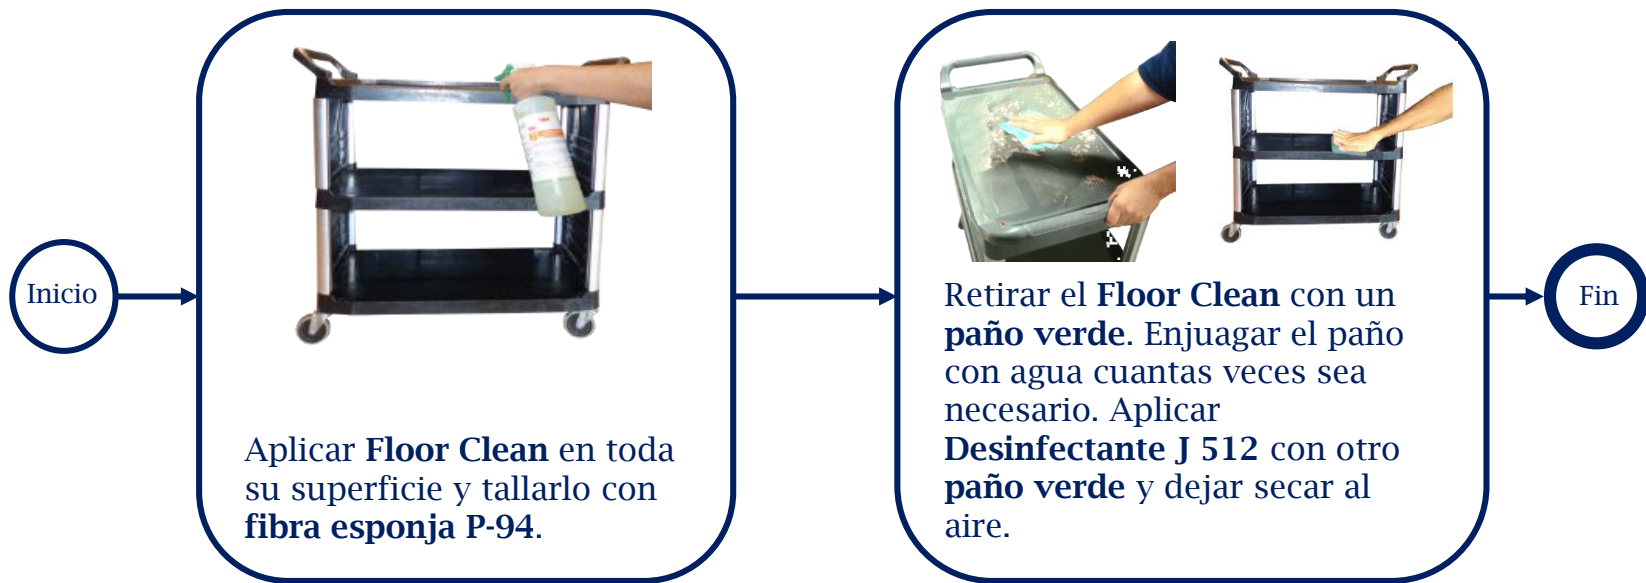 Inicio
Aplicar Floor Clean en toda
su superficie y tallarlo con
fibra esponja P-94.
Retirar el Floor Clean con un
paño verde. Enjuagar el paño
con agua cuantas veces sea
necesario. Aplicar
Desinfectante J 512 con otro
paño verde y dejar secar al
aire.
Fin